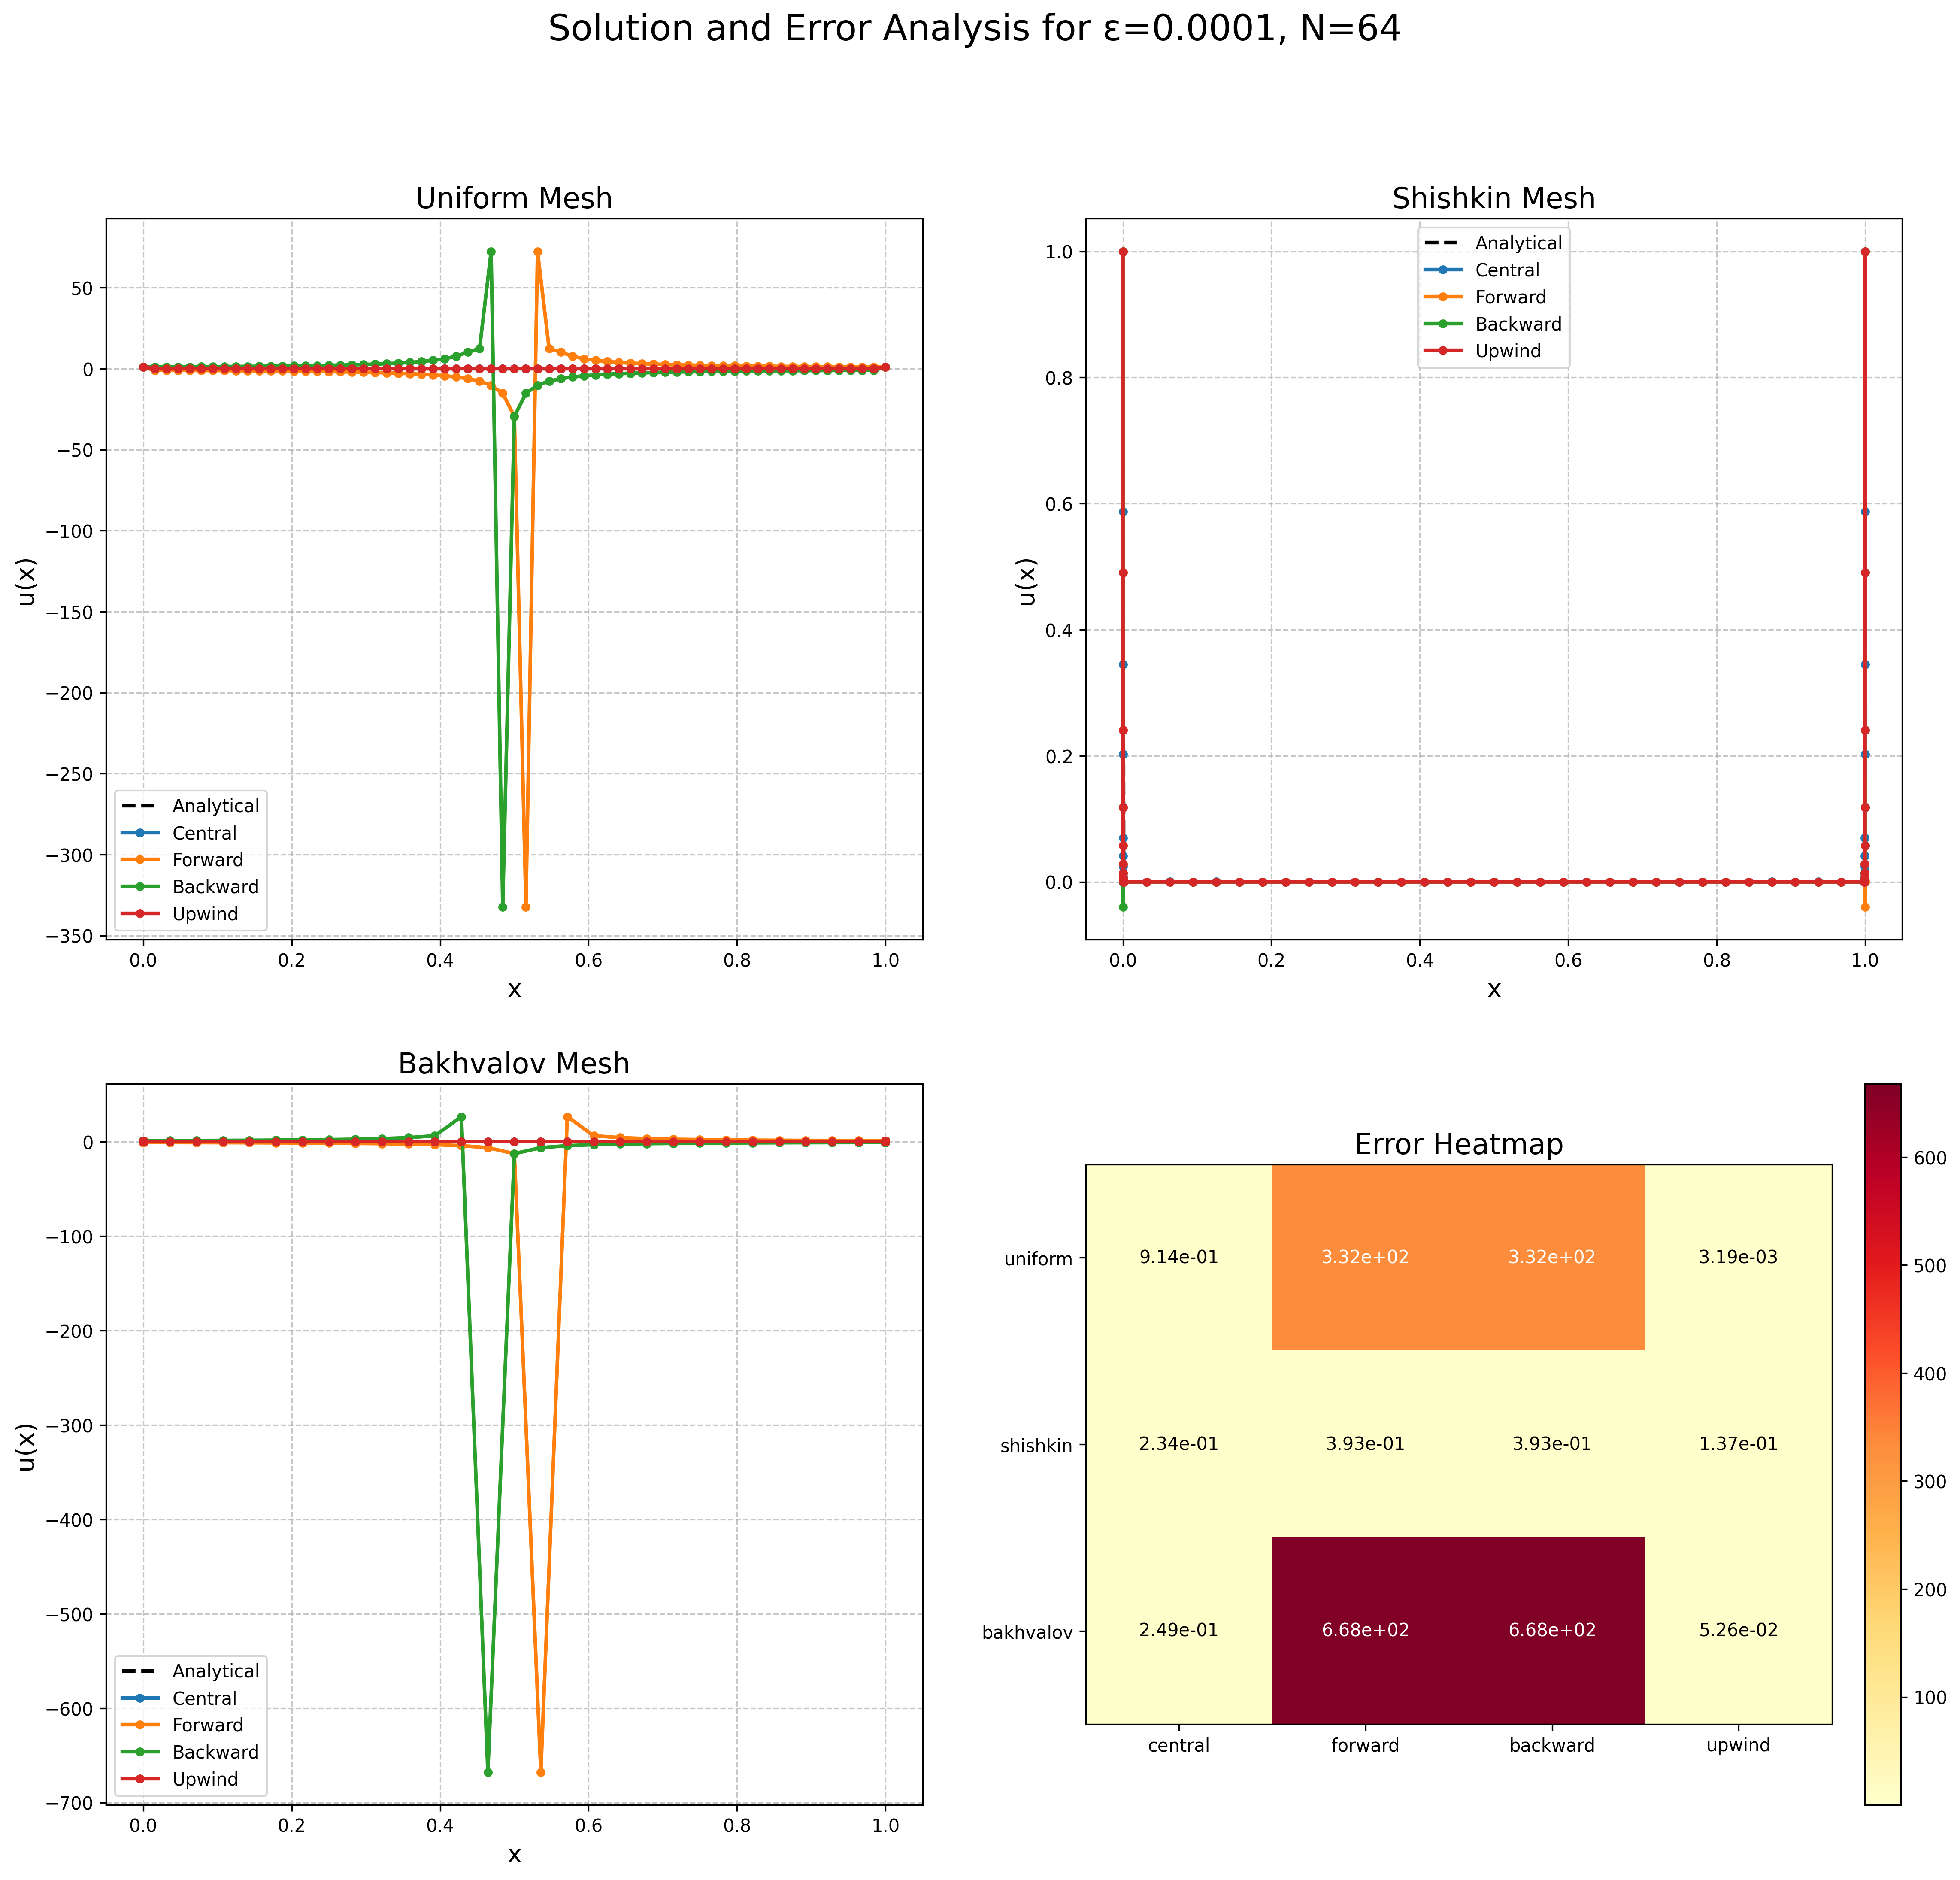 Solution and Error Analysis for ε=0.0001, N=64
Uniform Mesh
u(x)
50
0
−50
−100
−150
−200
−250
−300
−350
Analytical
Central
Forward
Backward
Upwind
0.0 0.2 0.4 0.6 0.8 1.0
x
Shishkin Mesh
u(x)
1.0
0.8
0.6
0.4
0.2
0.0
Analytical
Central
Forward
Backward
Upwind
0.0 0.2 0.4 0.6 0.8 1.0
x
Bakhvalov Mesh
u(x)
0
−100
−200
−300
−400
−500
−600
−700
Analytical
Central
Forward
Backward
Upwind
0.0 0.2 0.4 0.6 0.8 1.0
x
Error Heatmap
uniform 9.14e-01 3.32e+02 3.32e+02 3.19e-03
shishkin 2.34e-01 3.93e-01 3.93e-01 1.37e-01
bakhvalov 2.49e-01 6.68e+02 6.68e+02 5.26e-02
central forward backward upwind
600
500
400
300
200
100